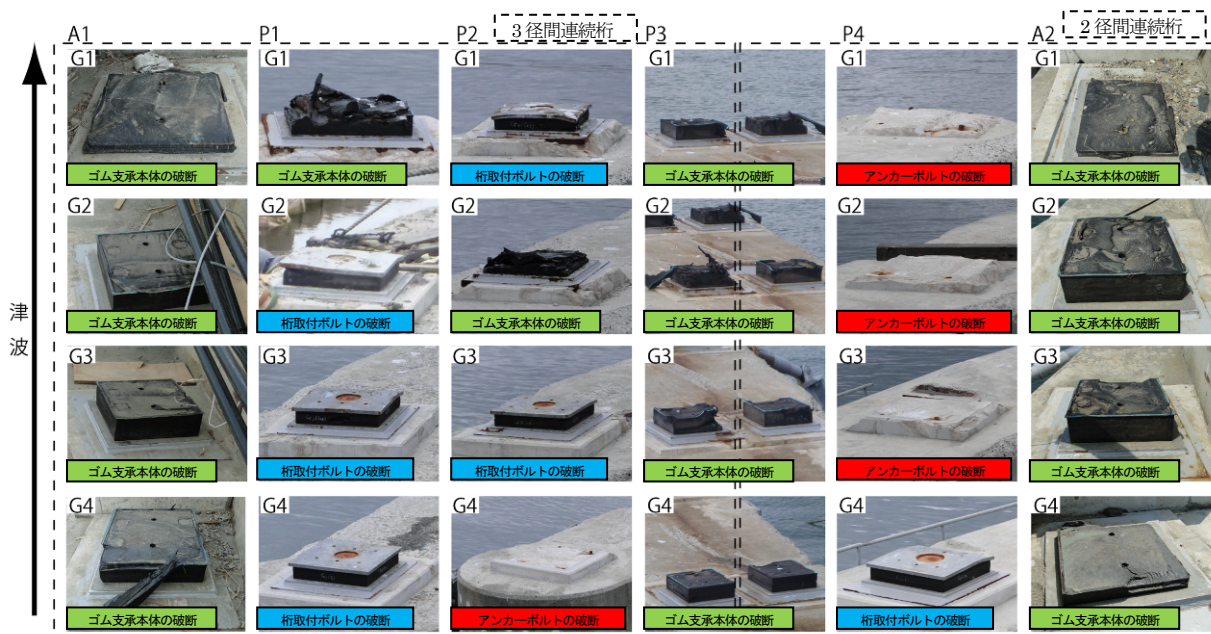 3径間連続桁
2径間連続桁
A1 P1 P2 P3 P4 A2
G1 G1 G1 G1 G1 G1
ゴム支承本体の破断 ゴム支承本体の破断 桁取付ボルトの破断 ゴム支承本体の破断 アンカーボルトの破断 ゴム支承本体の破断
G2 G2 G2 G2 G2 G2
ゴム支承本体の破断 桁取付ボルトの破断 ゴム支承本体の破断 ゴム支承本体の破断 アンカーボルトの破断 ゴム支承本体の破断
津波
G3 G3 G3 G3 G3 G3
ゴム支承本体の破断 桁取付ボルトの破断 桁取付ボルトの破断 ゴム支承本体の破断 アンカーボルトの破断 ゴム支承本体の破断
G4 G4 G4 G4 G4 G4
ゴム支承本体の破断 桁取付ボルトの破断 アンカーボルトの破断 ゴム支承本体の破断 桁取付ボルトの破断 ゴム支承本体の破断